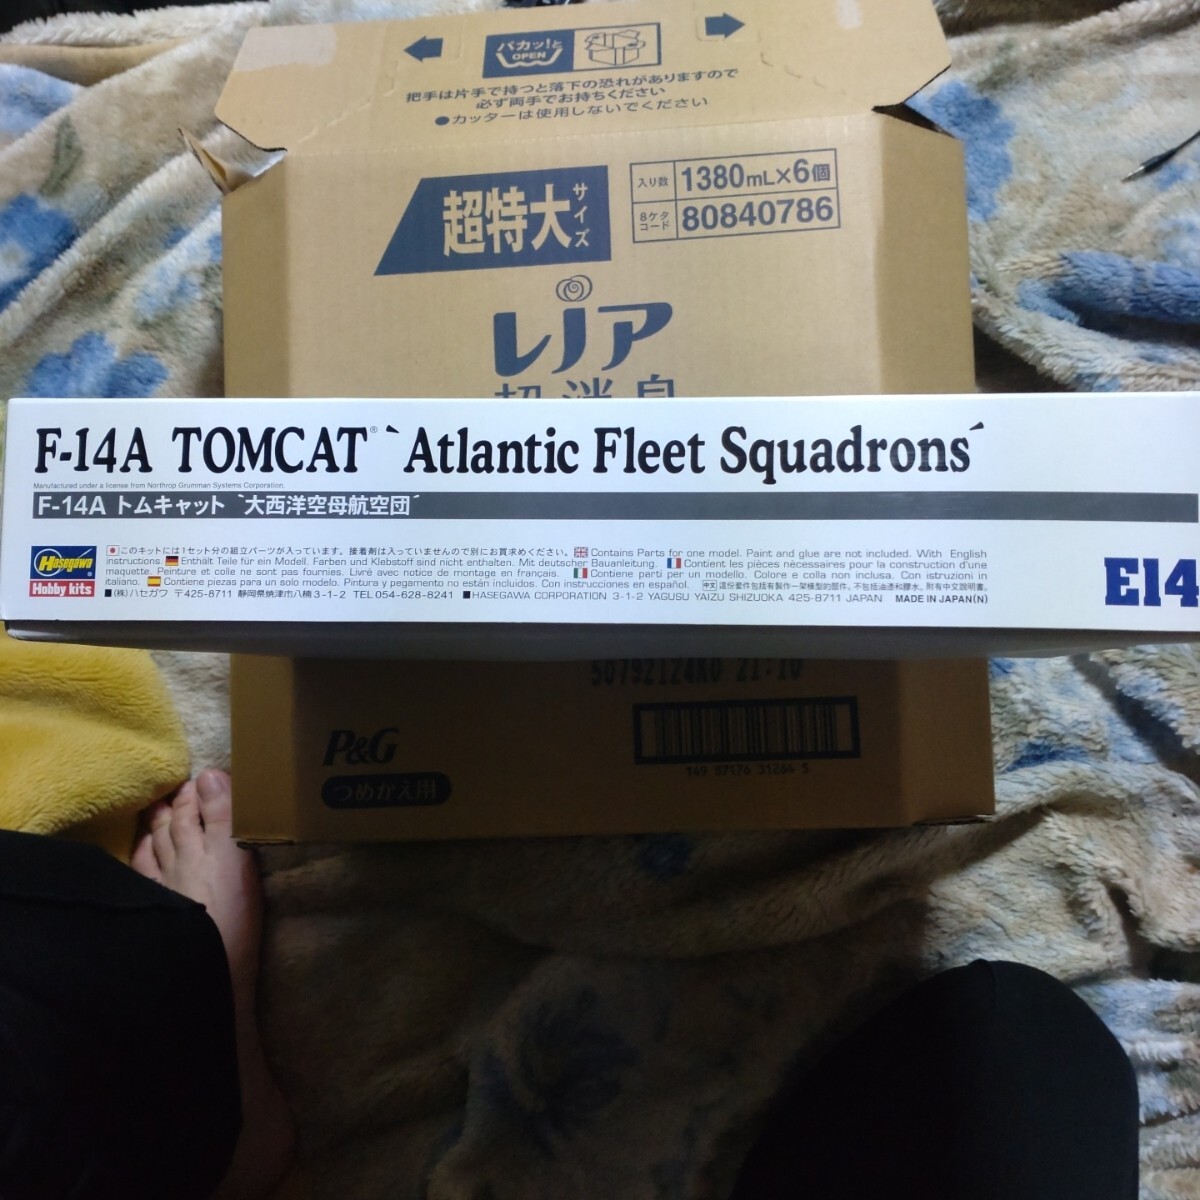 パカッ!と
OPEN
把手は片手で持つと落下の恐れがありますので
必ず両手でお持ちください
●カッターは使用しないでください
超特大サイズ
入り数 1380mL×6個
8ケタコード 80840786
レノア
超消臭
F-14A TOMCAT® `Atlantic Fleet Squadrons´
Manufactured under a license from Northrop Grumman Systems Corporation.
F-14A トムキャット `大西洋空母航空団´
Hasegawa
Hobby kits
このキットには1セット分の組立パーツが入っています。接着剤は入っていませんので別にお買求めください。 Contains Parts for one model. Paint and glue are not included. With English
instructions. Enthält Teile für ein Modell. Farben und Klebstoff sind nicht enthalten. Mit deutscher Bauanleitung. Contient les pièces nécessaires pour la construction d'une
maquette. Peinture et colle ne sont pas fournies. Livré avec notice de montage en français. Contiene parti per un modello. Colore e colla non inclusa. Con istruzioni in
italiano. Contiene piezas para un solo modelo. Pintura y pegamento no están incluidos. Con instrucciones en español. 中文
■(株)ハセガワ 〒425-8711 静岡県焼津市八楠3-1-2 TEL 054-628-8241 ■HASEGAWA CORPORATION 3-1-2 YAGUSU YAIZU SHIZUOKA 425-8711 JAPAN MADE IN JAPAN(N)
E14
P&G
つめかえ用